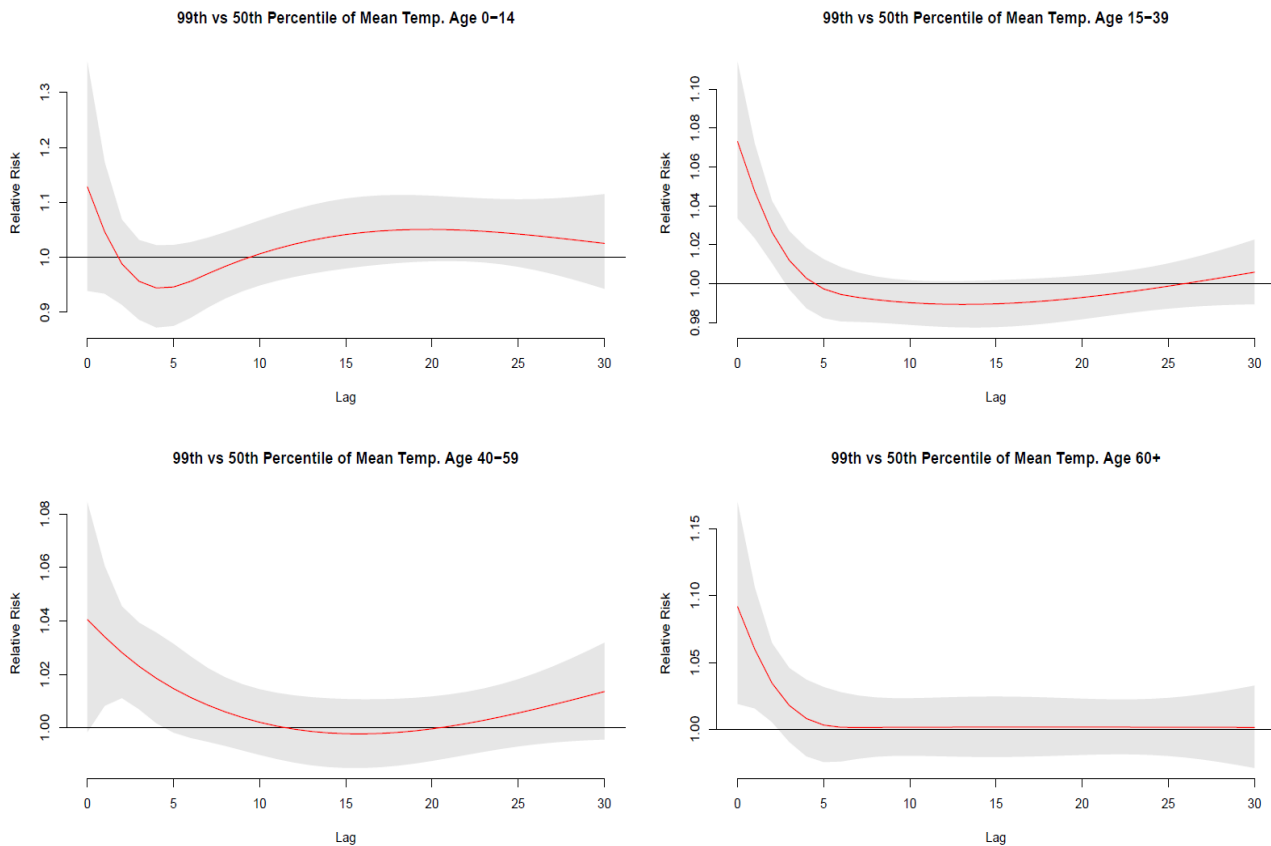 99th vs 50th Percentile of Mean Temp. Age 0−14
Relative Risk
1.3
1.2
1.1
1.0
0.9
0 5 10 15 20 25 30
Lag
99th vs 50th Percentile of Mean Temp. Age 15−39
Relative Risk
1.10
1.08
1.06
1.04
1.02
1.00
0.98
0 5 10 15 20 25 30
Lag
99th vs 50th Percentile of Mean Temp. Age 40−59
Relative Risk
1.08
1.06
1.04
1.02
1.00
0 5 10 15 20 25 30
Lag
99th vs 50th Percentile of Mean Temp. Age 60+
Relative Risk
1.15
1.10
1.05
1.00
0 5 10 15 20 25 30
Lag